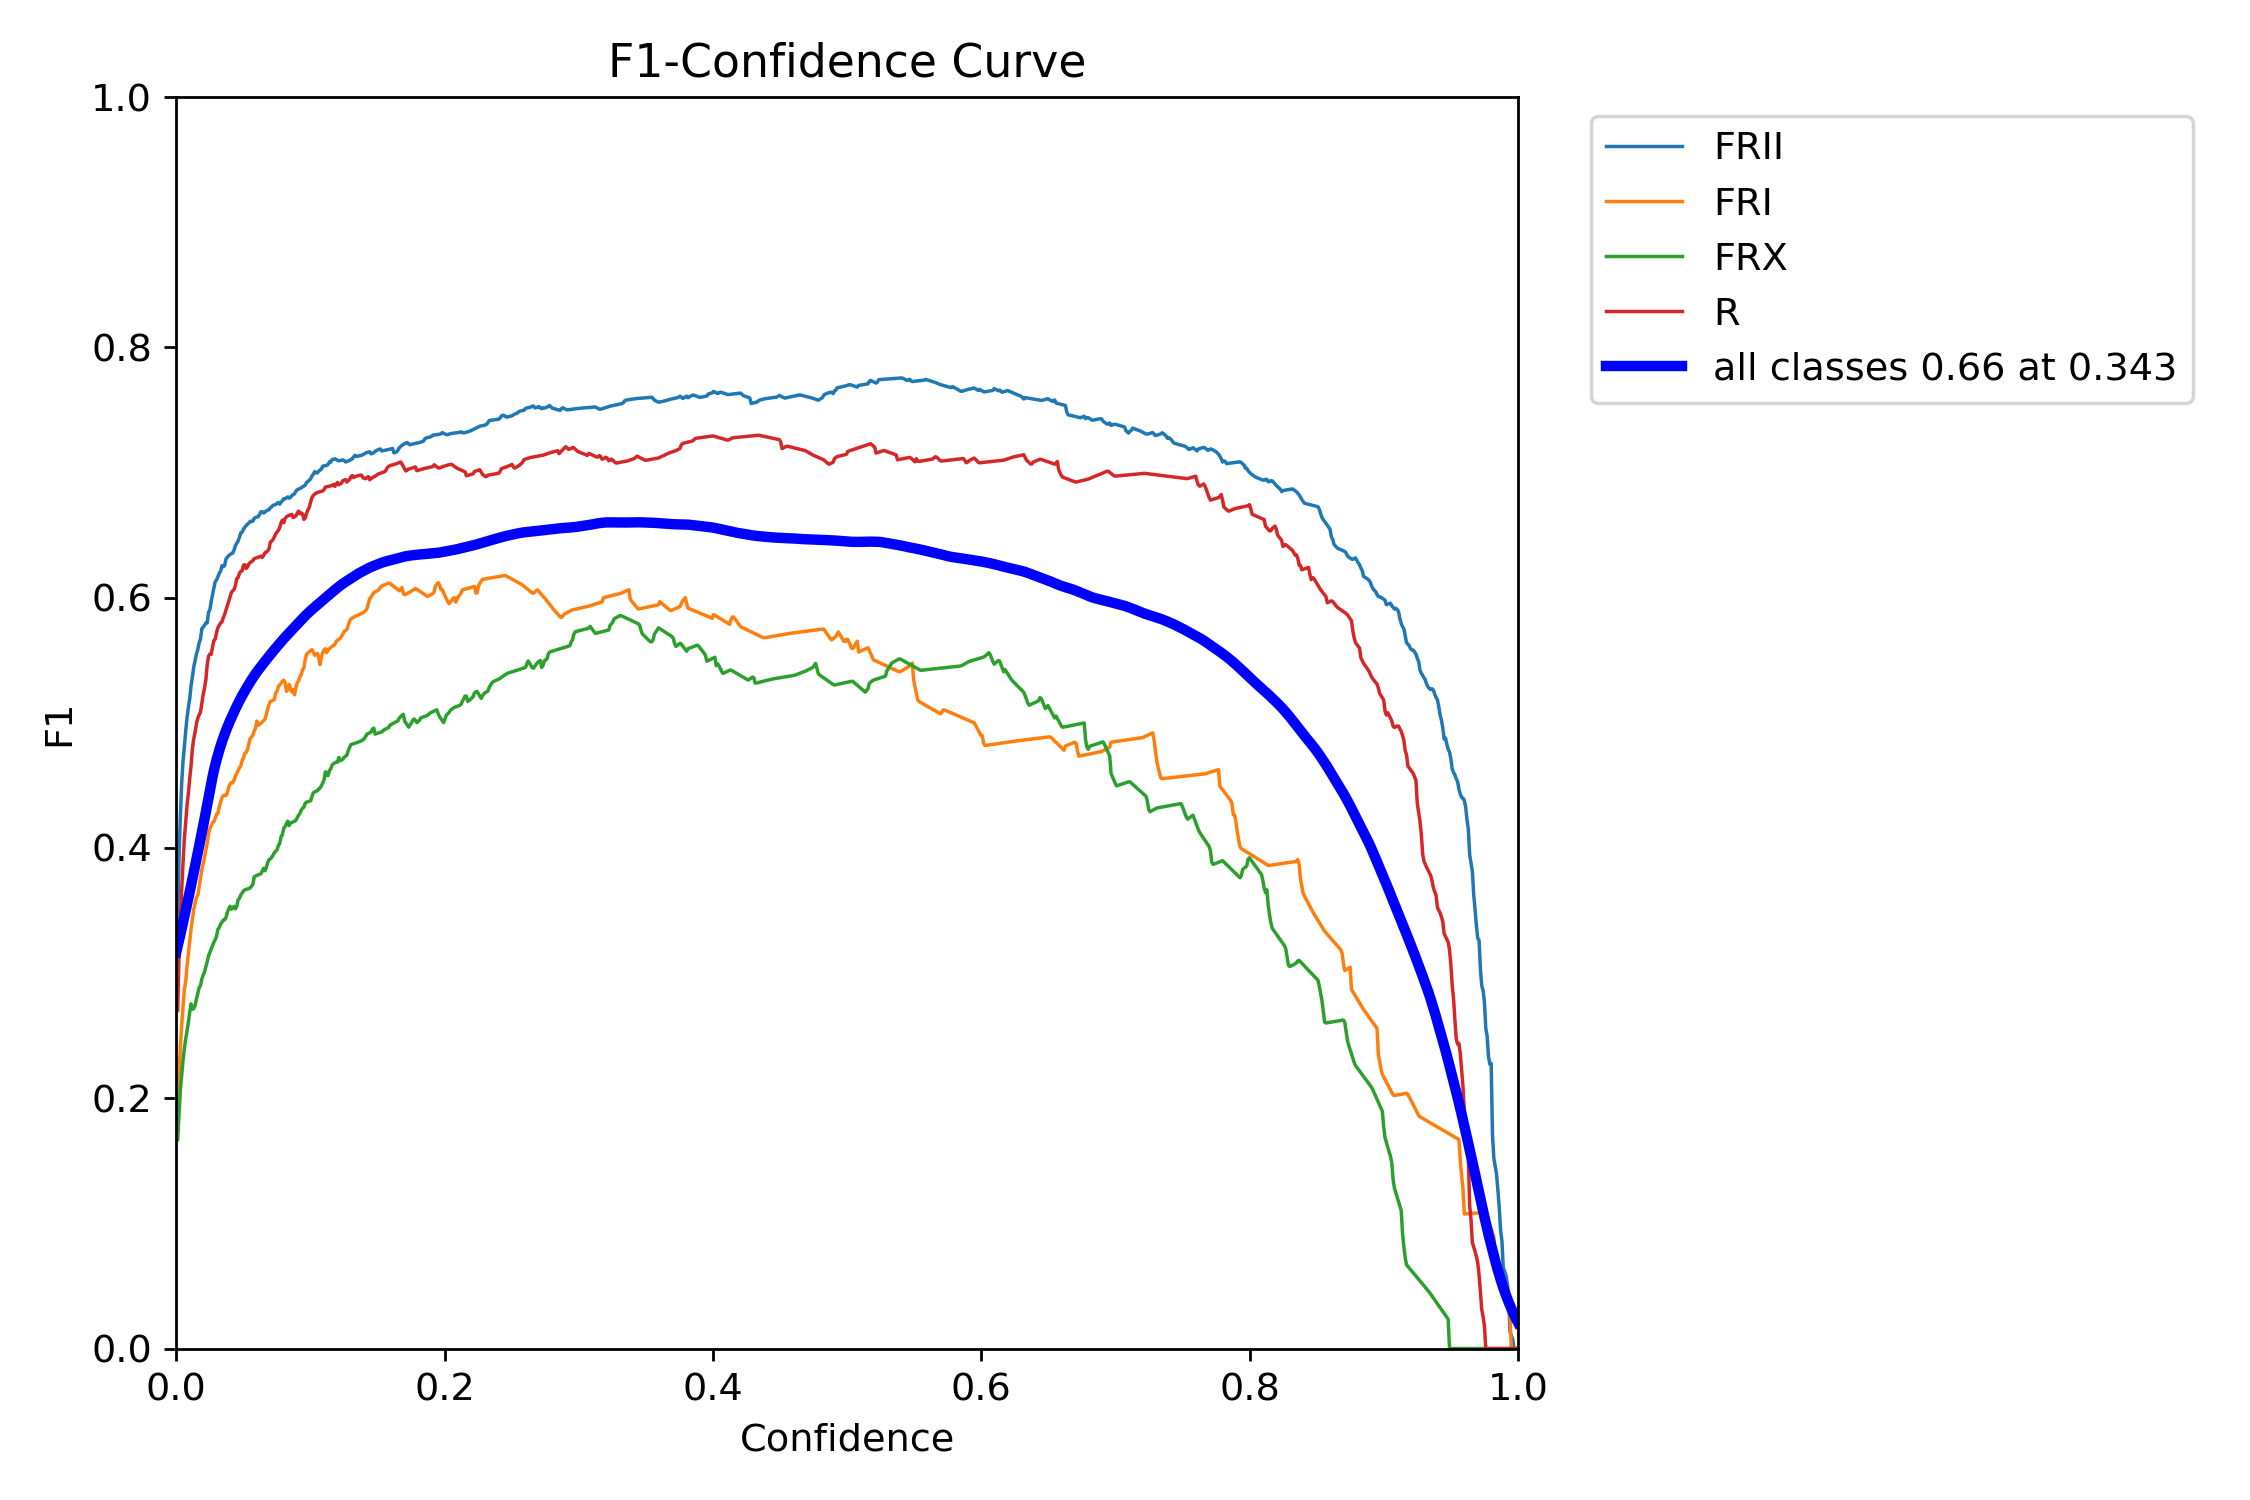 F1-Confidence Curve
1.0
0.8
0.6
0.4
0.2
0.0
F1
0.0 0.2 0.4 0.6 0.8 1.0
Confidence
FRII
FRI
FRX
R
all classes 0.66 at 0.343